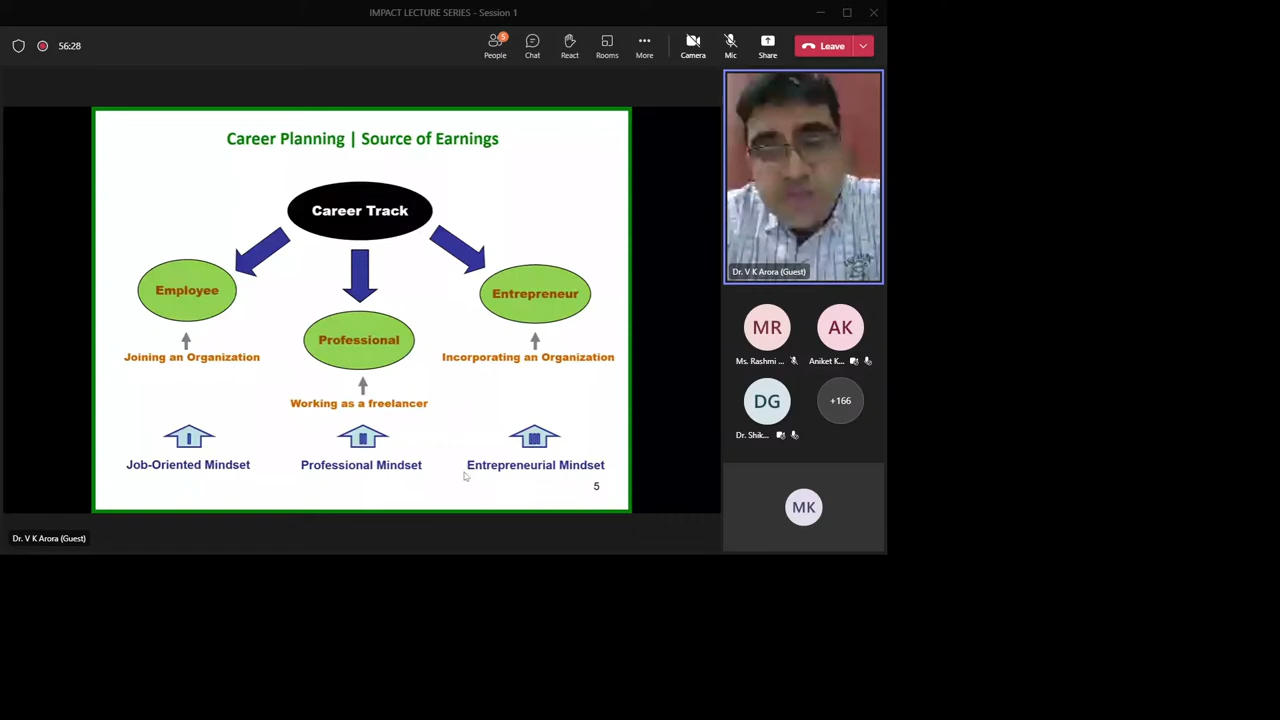 IMPACT LECTURE SERIES - Session 1
56:28
5
People
Chat
React
Rooms
More
Camera
Mic
Share
Leave
Career Planning | Source of Earnings
Career Track
Employee
Professional
Entrepreneur
Joining an Organization
Working as a freelancer
Incorporating an Organization
I
II
III
Job-Oriented Mindset
Professional Mindset
Entrepreneurial Mindset
5
Dr. V K Arora (Guest)
Dr. V K Arora (Guest)
MR
AK
Ms. Rashmi ...
Aniket K...
DG
+166
Dr. Shik...
MK